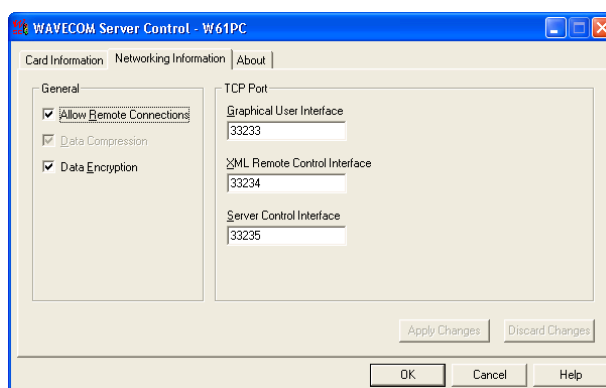 WAVECOM Server Control - W61PC
Card Information Networking Information About
General
Allow Remote Connections
Data Compression
Data Encryption
TCP Port
Graphical User Interface
33233
XML Remote Control Interface
33234
Server Control Interface
33235
Apply Changes Discard Changes
OK Cancel Help